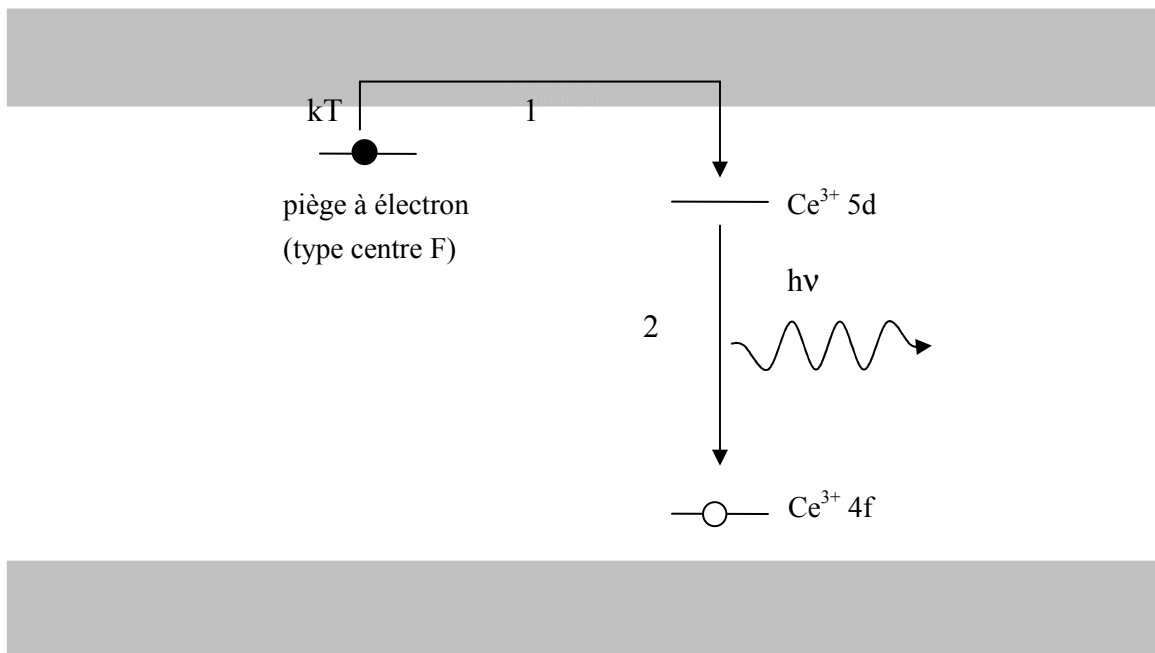 kT
1
piège à électron
(type centre F)
Ce³⁺ 5d
hν
2
Ce³⁺ 4f